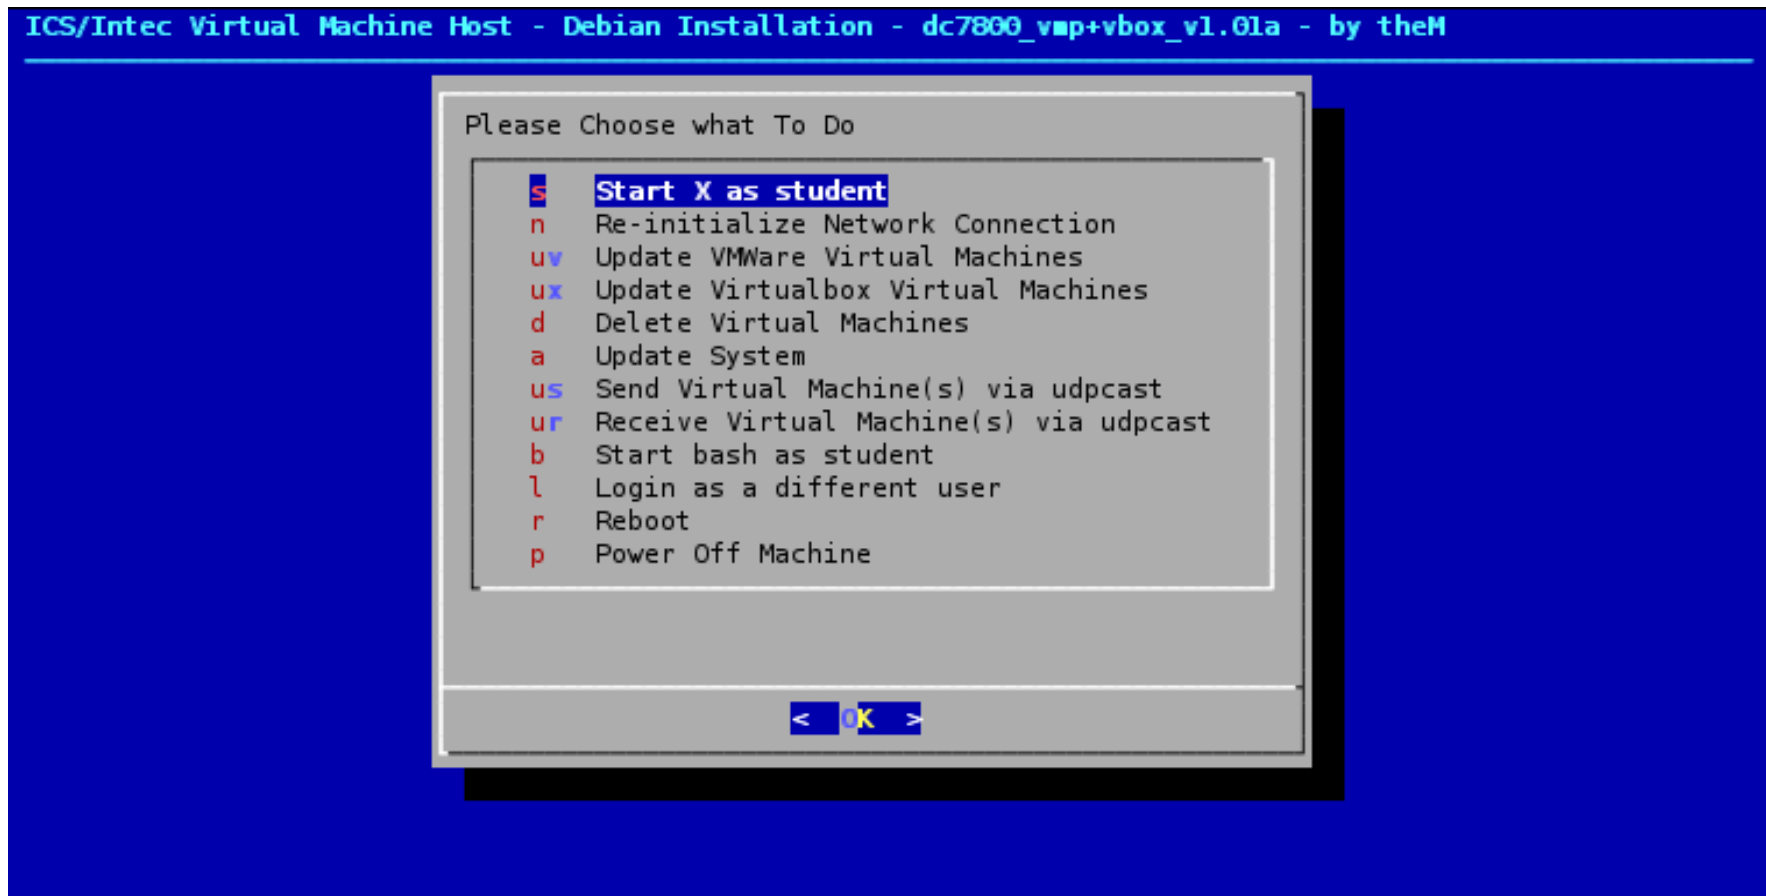 ICS/Intec Virtual Machine Host - Debian Installation - dc7800_vmp+vbox_v1.01a - by theM
Please Choose what To Do
s Start X as student
n Re-initialize Network Connection
uv Update VMWare Virtual Machines
ux Update Virtualbox Virtual Machines
d Delete Virtual Machines
a Update System
us Send Virtual Machine(s) via udpcast
ur Receive Virtual Machine(s) via udpcast
b Start bash as student
l Login as a different user
r Reboot
p Power Off Machine
< OK >